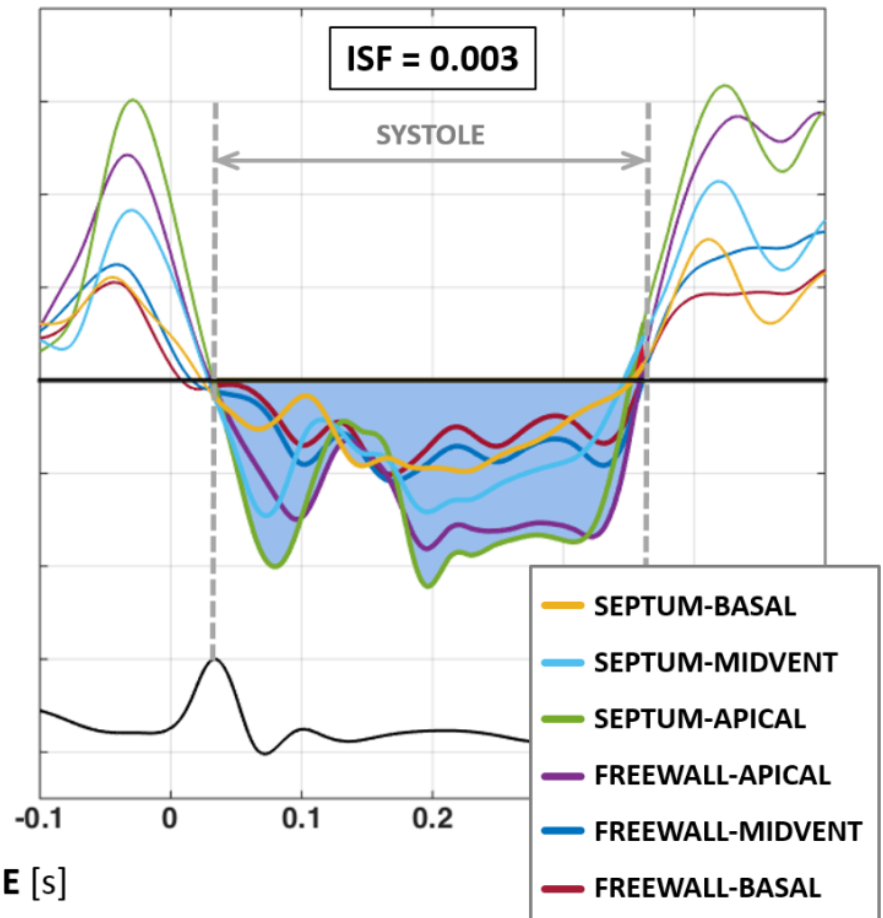 ISF = 0.003
SYSTOLE
SEPTUM-BASAL
SEPTUM-MIDVENT
SEPTUM-APICAL
FREEWALL-APICAL
FREEWALL-MIDVENT
FREEWALL-BASAL
-0.1 0 0.1 0.2
E [s]